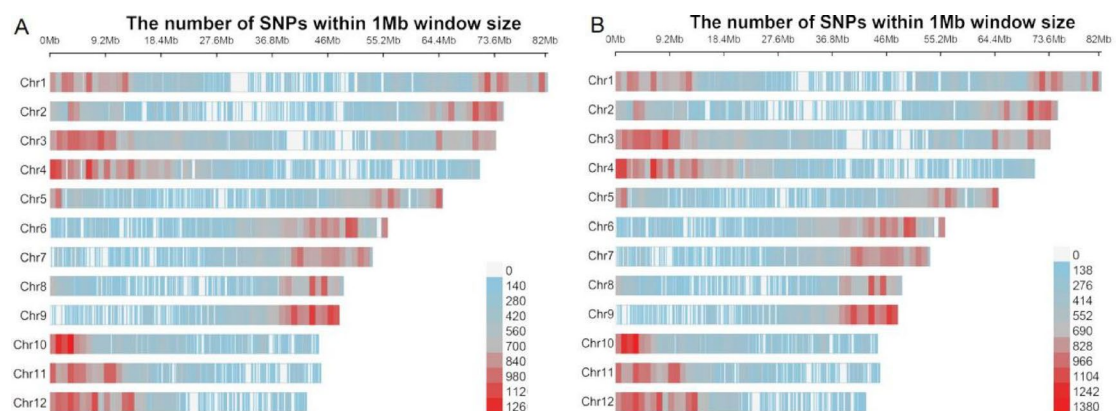 A
The number of SNPs within 1Mb window size
0Mb 9.2Mb 18.4Mb 27.6Mb 36.8Mb 46Mb 55.2Mb 64.4Mb 73.6Mb 82Mb
Chr1
Chr2
Chr3
Chr4
Chr5
Chr6
Chr7
Chr8
Chr9
Chr10
Chr11
Chr12
0
140
280
420
560
700
840
980
112
126
B
The number of SNPs within 1Mb window size
0Mb 9.2Mb 18.4Mb 27.6Mb 36.8Mb 46Mb 55.2Mb 64.4Mb 73.6Mb 82Mb
Chr1
Chr2
Chr3
Chr4
Chr5
Chr6
Chr7
Chr8
Chr9
Chr10
Chr11
Chr12
0
138
276
414
552
690
828
966
1104
1242
1380